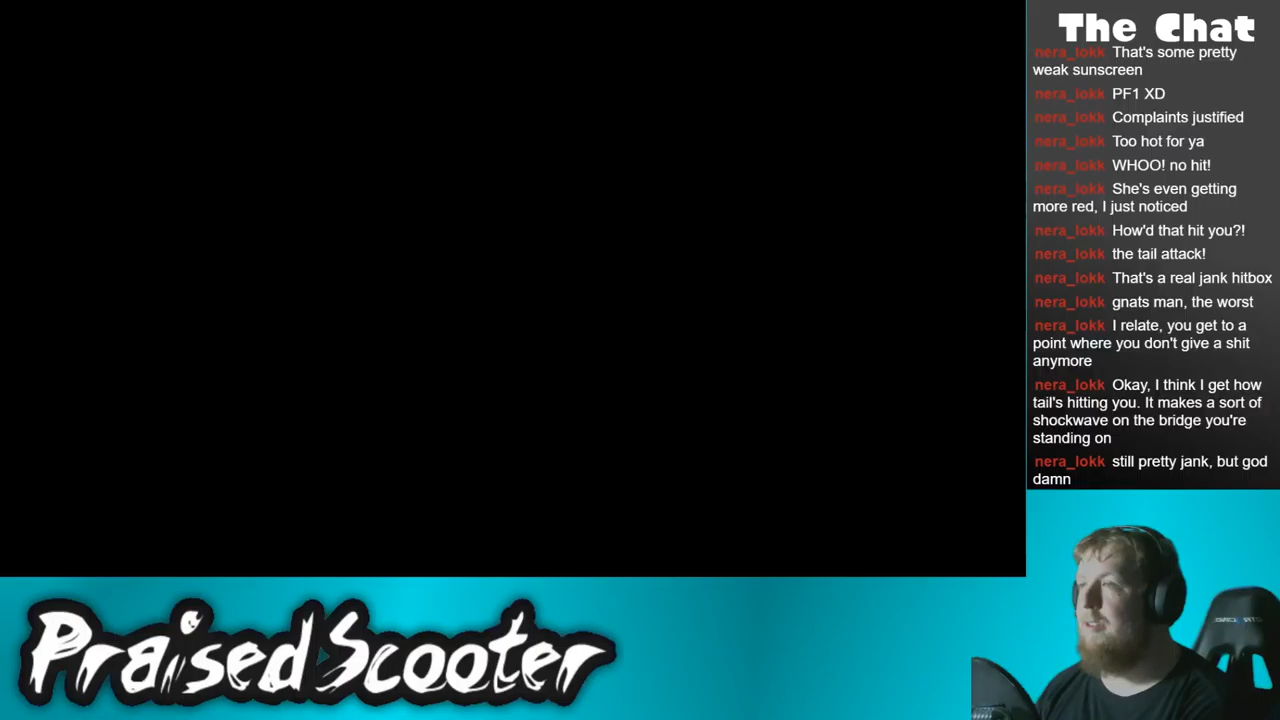 The Chat
nera_lokk That's some pretty
weak sunscreen
nera_lokk PF1 XD
nera_lokk Complaints justified
nera_lokk Too hot for ya
nera_lokk WHOO! no hit!
nera_lokk She's even getting
more red, I just noticed
nera_lokk How'd that hit you?!
nera_lokk the tail attack!
nera_lokk That's a real jank hitbox
nera_lokk gnats man, the worst
nera_lokk I relate, you get to a
point where you don't give a shit
anymore
nera_lokk Okay, I think I get how
tail's hitting you. It makes a sort of
shockwave on the bridge you're
standing on
nera_lokk still pretty jank, but god
damn
PraisedScooter